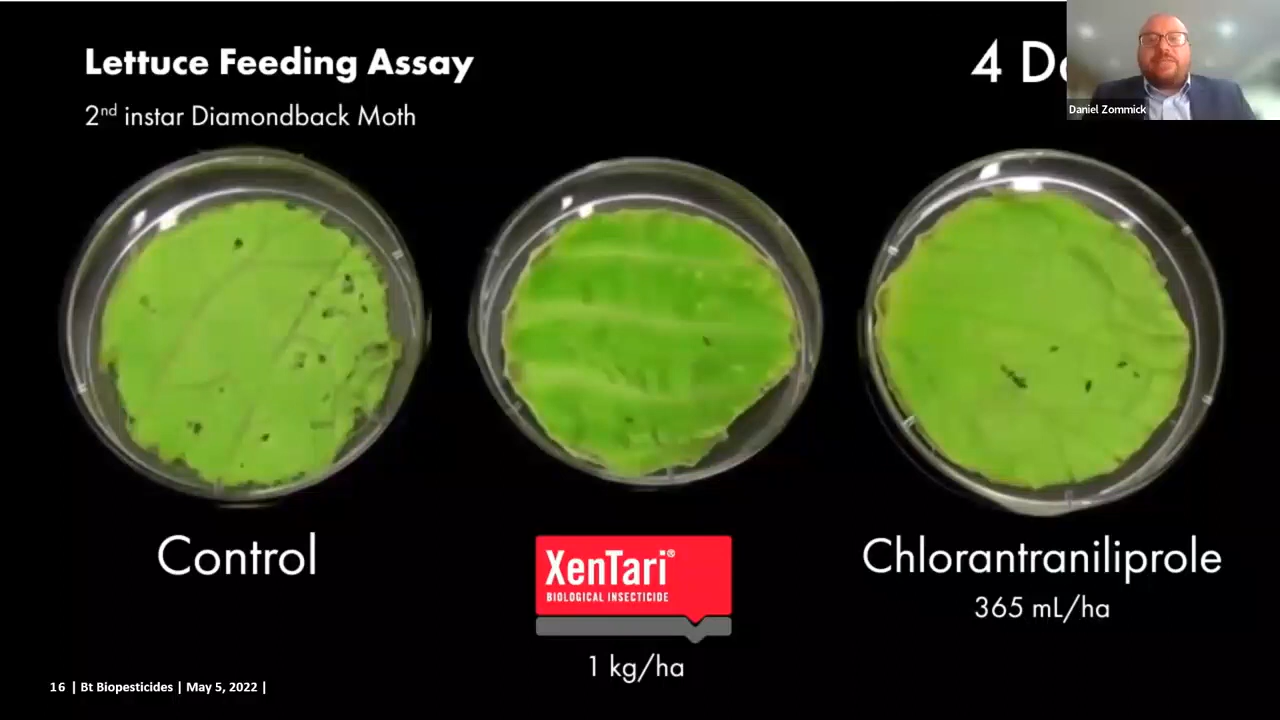 Lettuce Feeding Assay
2nd instar Diamondback Moth
4
Daniel Zommick
Control
XenTari®
BIOLOGICAL INSECTICIDE
1 kg/ha
Chlorantraniliprole
365 mL/ha
16 | Bt Biopesticides | May 5, 2022 |